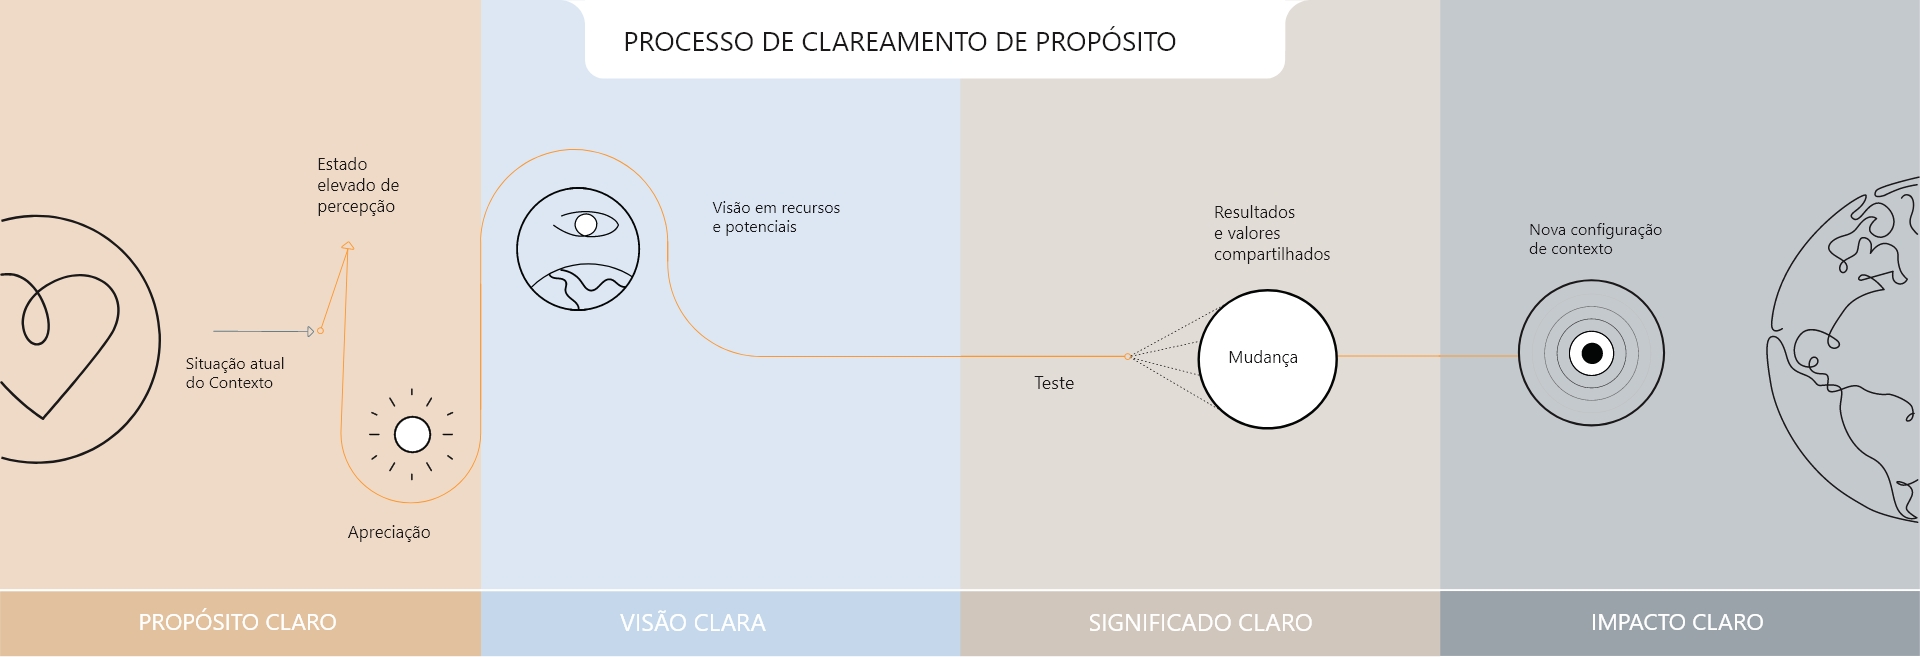 PROCESSO DE CLAREAMENTO DE PROPÓSITO
Estado
elevado de
percepção
Situação atual
do Contexto
Apreciação
Visão em recursos
e potenciais
Teste
Resultados
e valores
compartilhados
Mudança
Nova configuração
de contexto
PROPÓSITO CLARO
VISÃO CLARA
SIGNIFICADO CLARO
IMPACTO CLARO